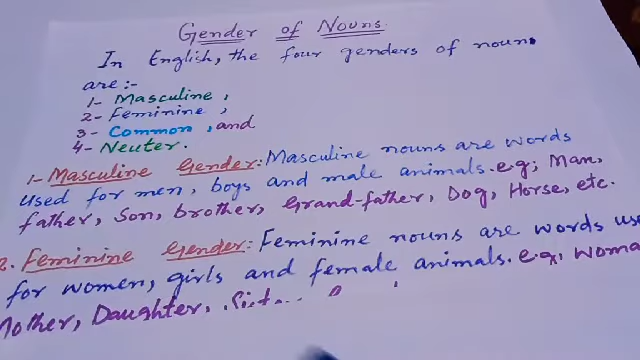 Gender of Nouns
In English, the four genders of nouns
are:-
1- Masculine,
2- Feminine,
3- Common, and
4- Neuter.
1- Masculine Gender: Masculine nouns are words
used for men, boys and male animals. e.g; Man,
father, Son, brother, Grand-father, Dog, Horse, etc.
2. Feminine Gender: Feminine nouns are words
for women, girls and female animals. e.g,
Mother, Daughter,